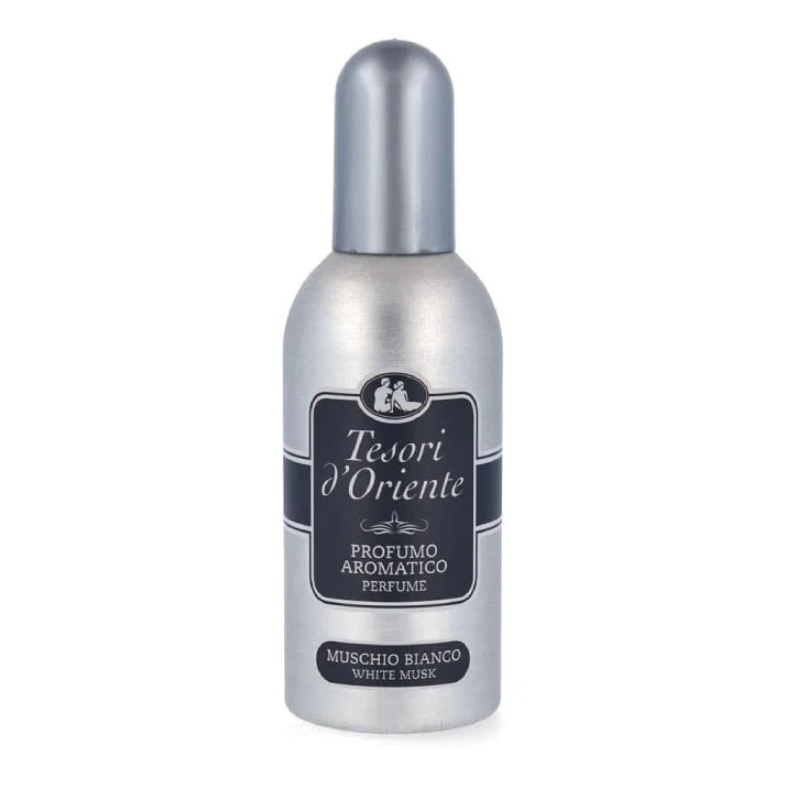 Tesori
d'Oriente
PROFUMO
AROMATICO
PERFUME
MUSCHIO BIANCO
WHITE MUSK